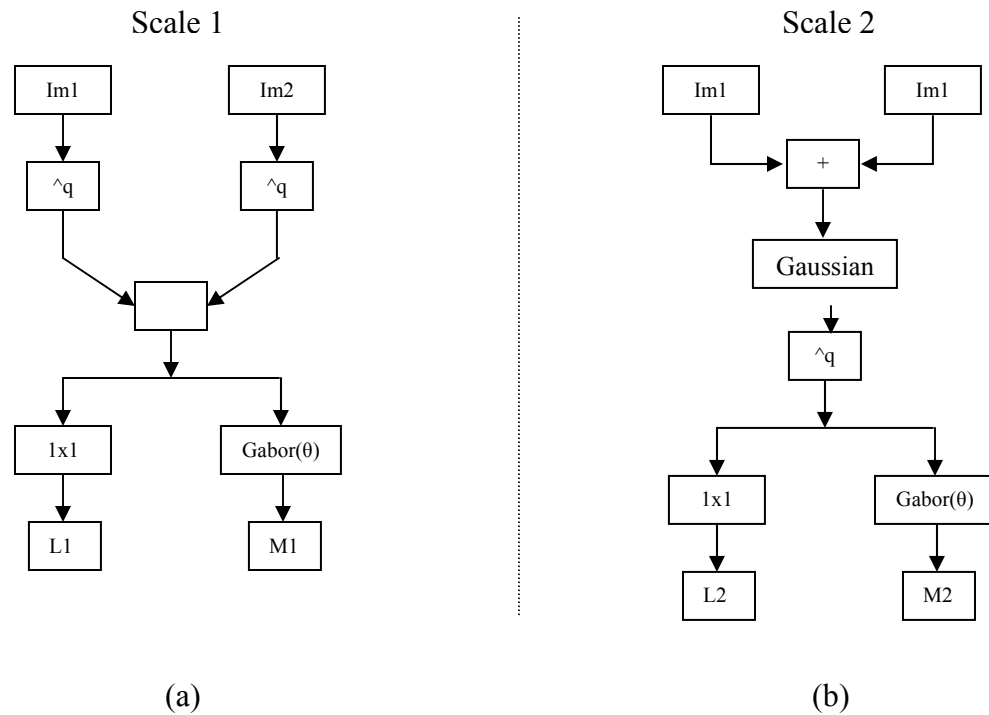 Scale 1
Im1
Im2
^q
^q
1x1
Gabor(θ)
L1
M1
(a)
Scale 2
Im1
Im1
+
Gaussian
^q
1x1
Gabor(θ)
L2
M2
(b)